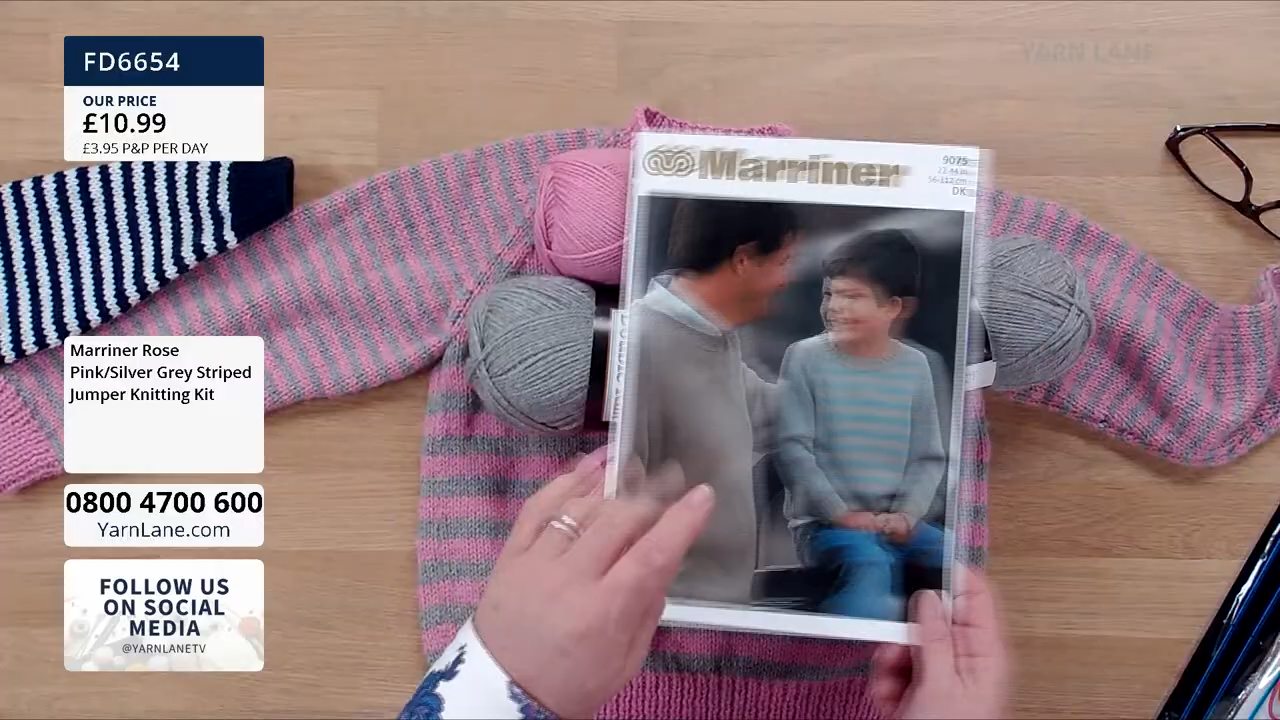 FD6654
OUR PRICE
£10.99
£3.95 P&P PER DAY
YARN LANE
Marriner
9075
DK
Marriner Rose
Pink/Silver Grey Striped
Jumper Knitting Kit
0800 4700 600
YarnLane.com
FOLLOW US
ON SOCIAL
MEDIA
@YARNLANETV